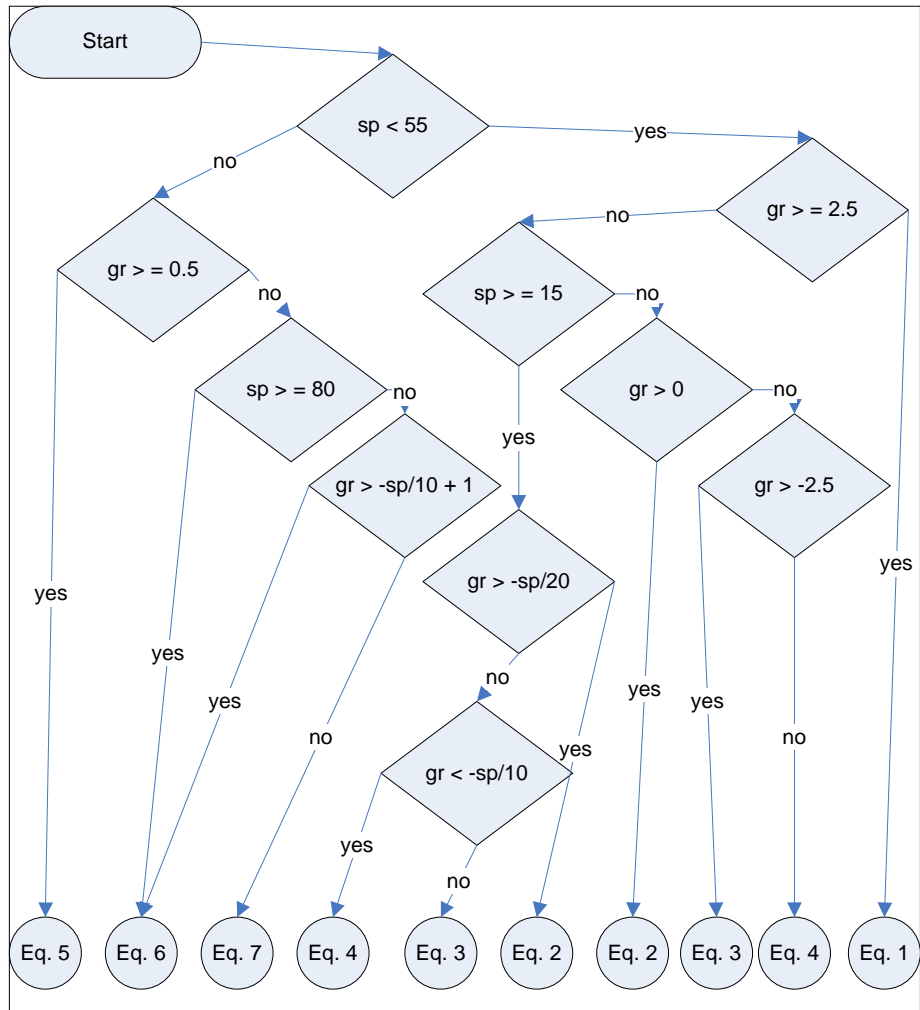 Start
sp < 55
yes
no
gr > = 2.5
no
gr > = 0.5
sp > = 15
no
no
sp > = 80
gr > 0
no
no
yes
gr > -sp/10 + 1
gr > -2.5
yes
gr > -sp/20
yes
yes
yes
no
yes
yes
yes
no
no
yes
gr < -sp/10
yes
no
Eq. 5
Eq. 6
Eq. 7
Eq. 4
Eq. 3
Eq. 2
Eq. 2
Eq. 3
Eq. 4
Eq. 1